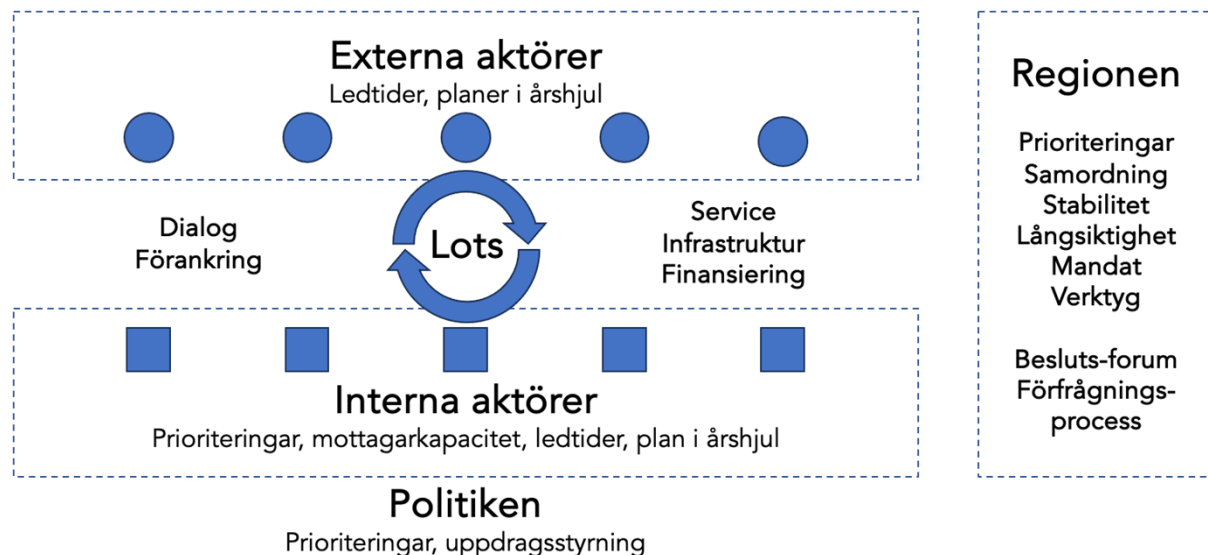 Externa aktörer
Ledtider, planer i årshjul
Dialog
Förankring
Lots
Service
Infrastruktur
Finansiering
Interna aktörer
Prioriteringar, mottagarkapacitet, ledtider, plan i årshjul
Politiken
Prioriteringar, uppdragsstyrning
Regionen
Prioriteringar
Samordning
Stabilitet
Långsiktighet
Mandat
Verktyg
Besluts-forum
Förfrågnings-
process